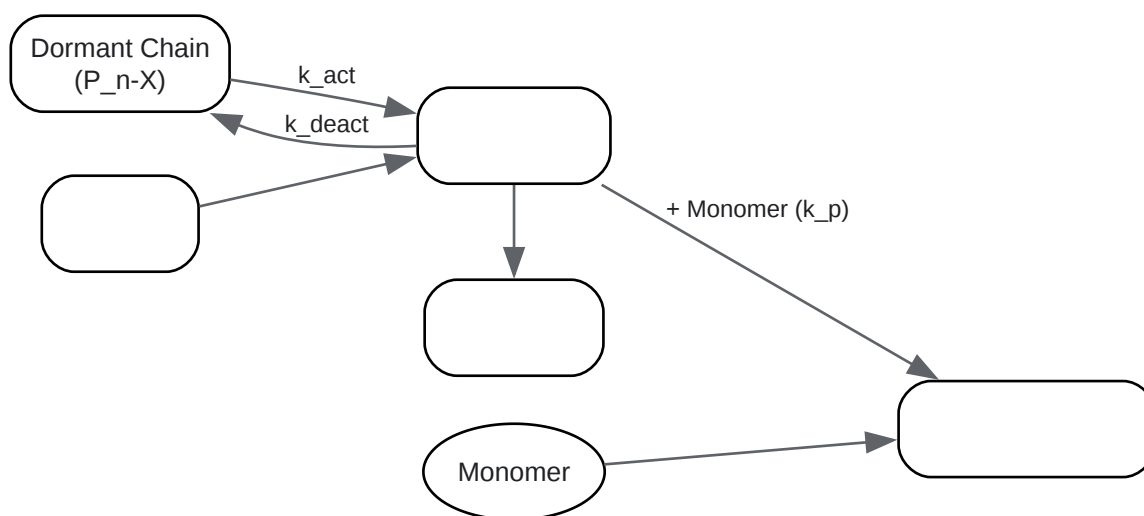 Dormant Chain
(P_n-X)
k_act
k_deact
+ Monomer (k_p)
Monomer